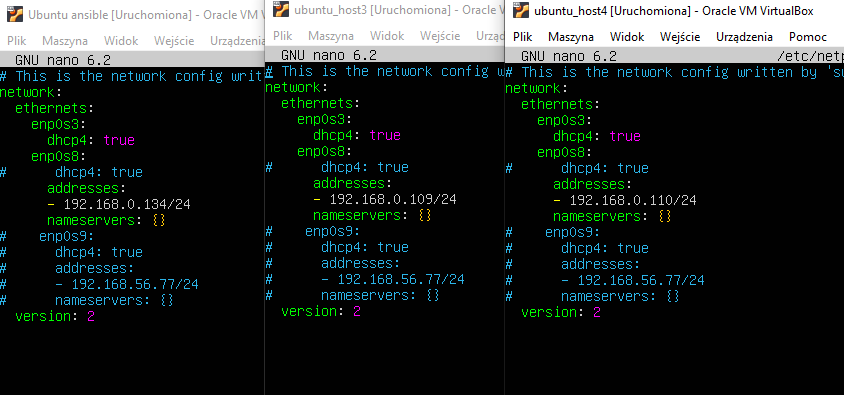 Ubuntu ansible [Uruchomiona] - Oracle VM Virt
Plik Maszyna Widok Wejście Urządzenia
GNU nano 6.2
# This is the network config writ
network:
ethernets:
enp0s3:
dhcp4: true
enp0s8:
# dhcp4: true
addresses:
- 192.168.0.134/24
nameservers: {}
# enp0s9:
# dhcp4: true
# addresses:
# - 192.168.56.77/24
# nameservers: {}
version: 2
ubuntu_host3 [Uruchomiona] - Oracle VM
Plik Maszyna Widok Wejście
GNU nano 6.2
# This is the network config w
network:
ethernets:
enp0s3:
dhcp4: true
enp0s8:
# dhcp4: true
addresses:
- 192.168.0.109/24
nameservers: {}
# enp0s9:
# dhcp4: true
# addresses:
# - 192.168.56.77/24
# nameservers: {}
version: 2
ubuntu_host4 [Uruchomiona] - Oracle VM VirtualBox
Plik Maszyna Widok Wejście Urządzenia Pomoc
GNU nano 6.2 /etc/netp
# This is the network config written by 'su
network:
ethernets:
enp0s3:
dhcp4: true
enp0s8:
# dhcp4: true
addresses:
- 192.168.0.110/24
nameservers: {}
# enp0s9:
# dhcp4: true
# addresses:
# - 192.168.56.77/24
# nameservers: {}
version: 2